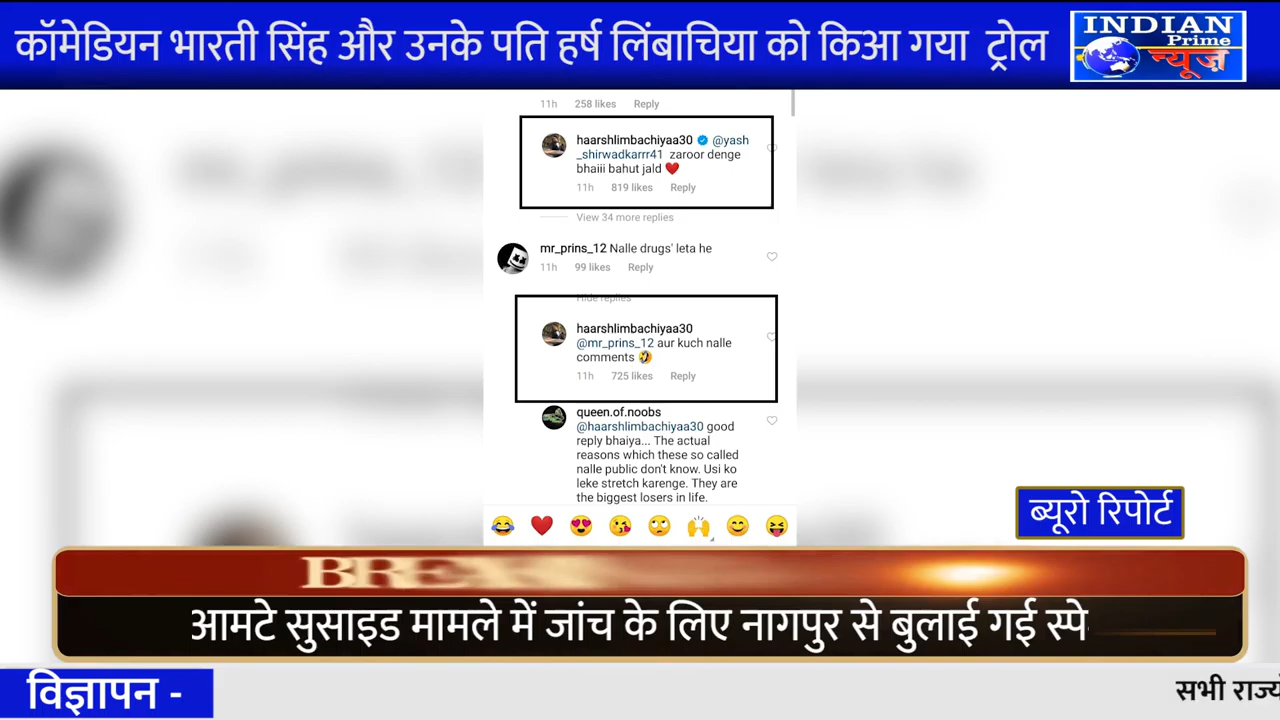 कॉमेडियन भारती सिंह और उनके पति हर्ष लिंबाचिया को किआ गया ट्रोल
INDIAN
Prime
न्यूज़
11h 258 likes Reply
haarshlimbachiyaa30 @yash
_shirwadkarrr41 zaroor denge
bhaiii bahut jald ❤️
11h 819 likes Reply
View 34 more replies
mr_prins_12 Nalle drugs' leta he
11h 99 likes Reply
Hide replies
haarshlimbachiyaa30
@mr_prins_12 aur kuch nalle
comments 🤣
11h 725 likes Reply
queen.of.noobs
@haarshlimbachiyaa30 good
reply bhaiya... The actual
reasons which these so called
nalle public don't know. Usi ko
leke stretch karenge. They are
the biggest losers in life.
😂 ❤️ 😍 😘 🙄 🙌 😊 😝
ब्यूरो रिपोर्ट
BREA
आमटे सुसाइड मामले में जांच के लिए नागपुर से बुलाई गई स्पे
विज्ञापन -
सभी राज्यों